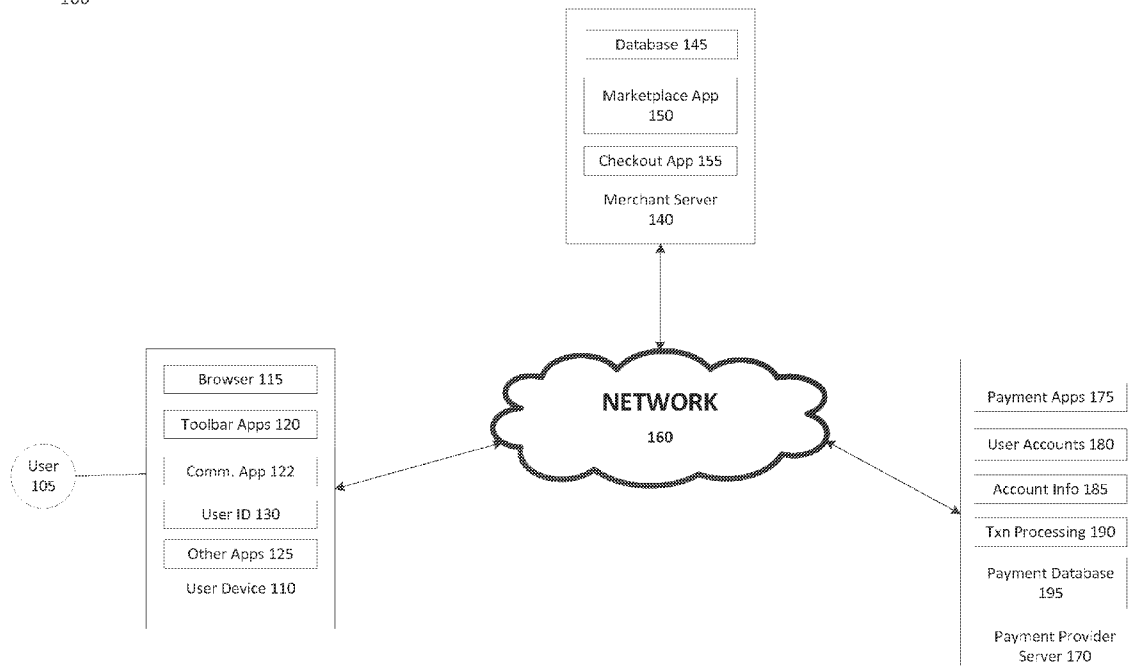 100
Database 145
Marketplace App
150
Checkout App 155
Merchant Server
140
Browser 115
Toolbar Apps 120
Comm. App 122
User ID 130
Other Apps 125
User Device 110
User
105
NETWORK
160
Payment Apps 175
User Accounts 180
Account Info 185
Txn Processing 190
Payment Database
195
Payment Provider
Server 170